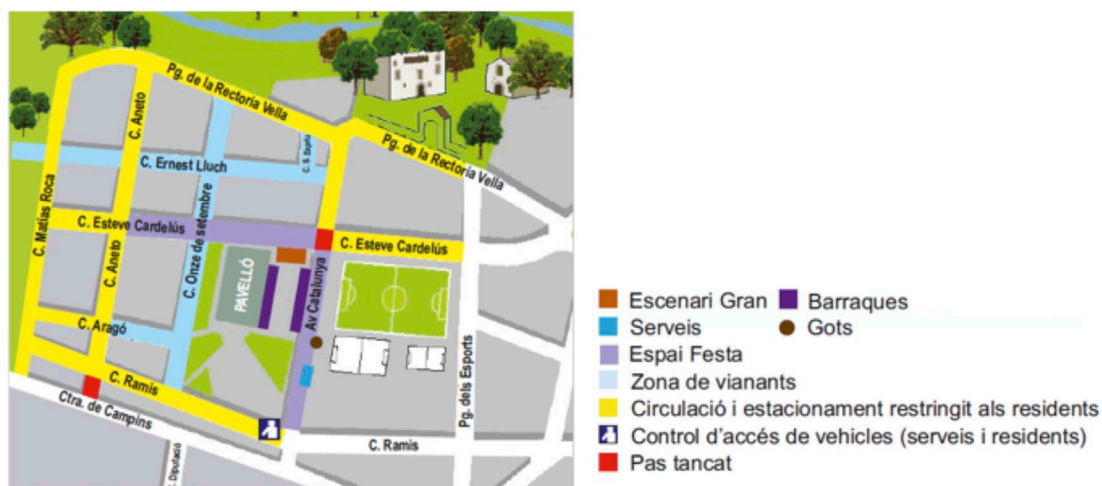 Pg. de la Rectoria Vella
C. Aneto
Pg. de la Rectoria Vella
C. Ernest Lluch
C. Matías Roca
C. Onze de setembre
C. Esteve Cardelús
C. Esteve Cardelús
C. Aneto
PAVELLÓ
Av Catalunya
C. Aragó
Pg. dels Esports
C. Ramis
Ctra. de Campins
C. Ramis
C. Diputació
Escenari Gran
Barraques
Serveis
Gots
Espai Festa
Zona de vianants
Circulació i estacionament restringit als residents
Control d'accés de vehicles (serveis i residents)
Pas tancat